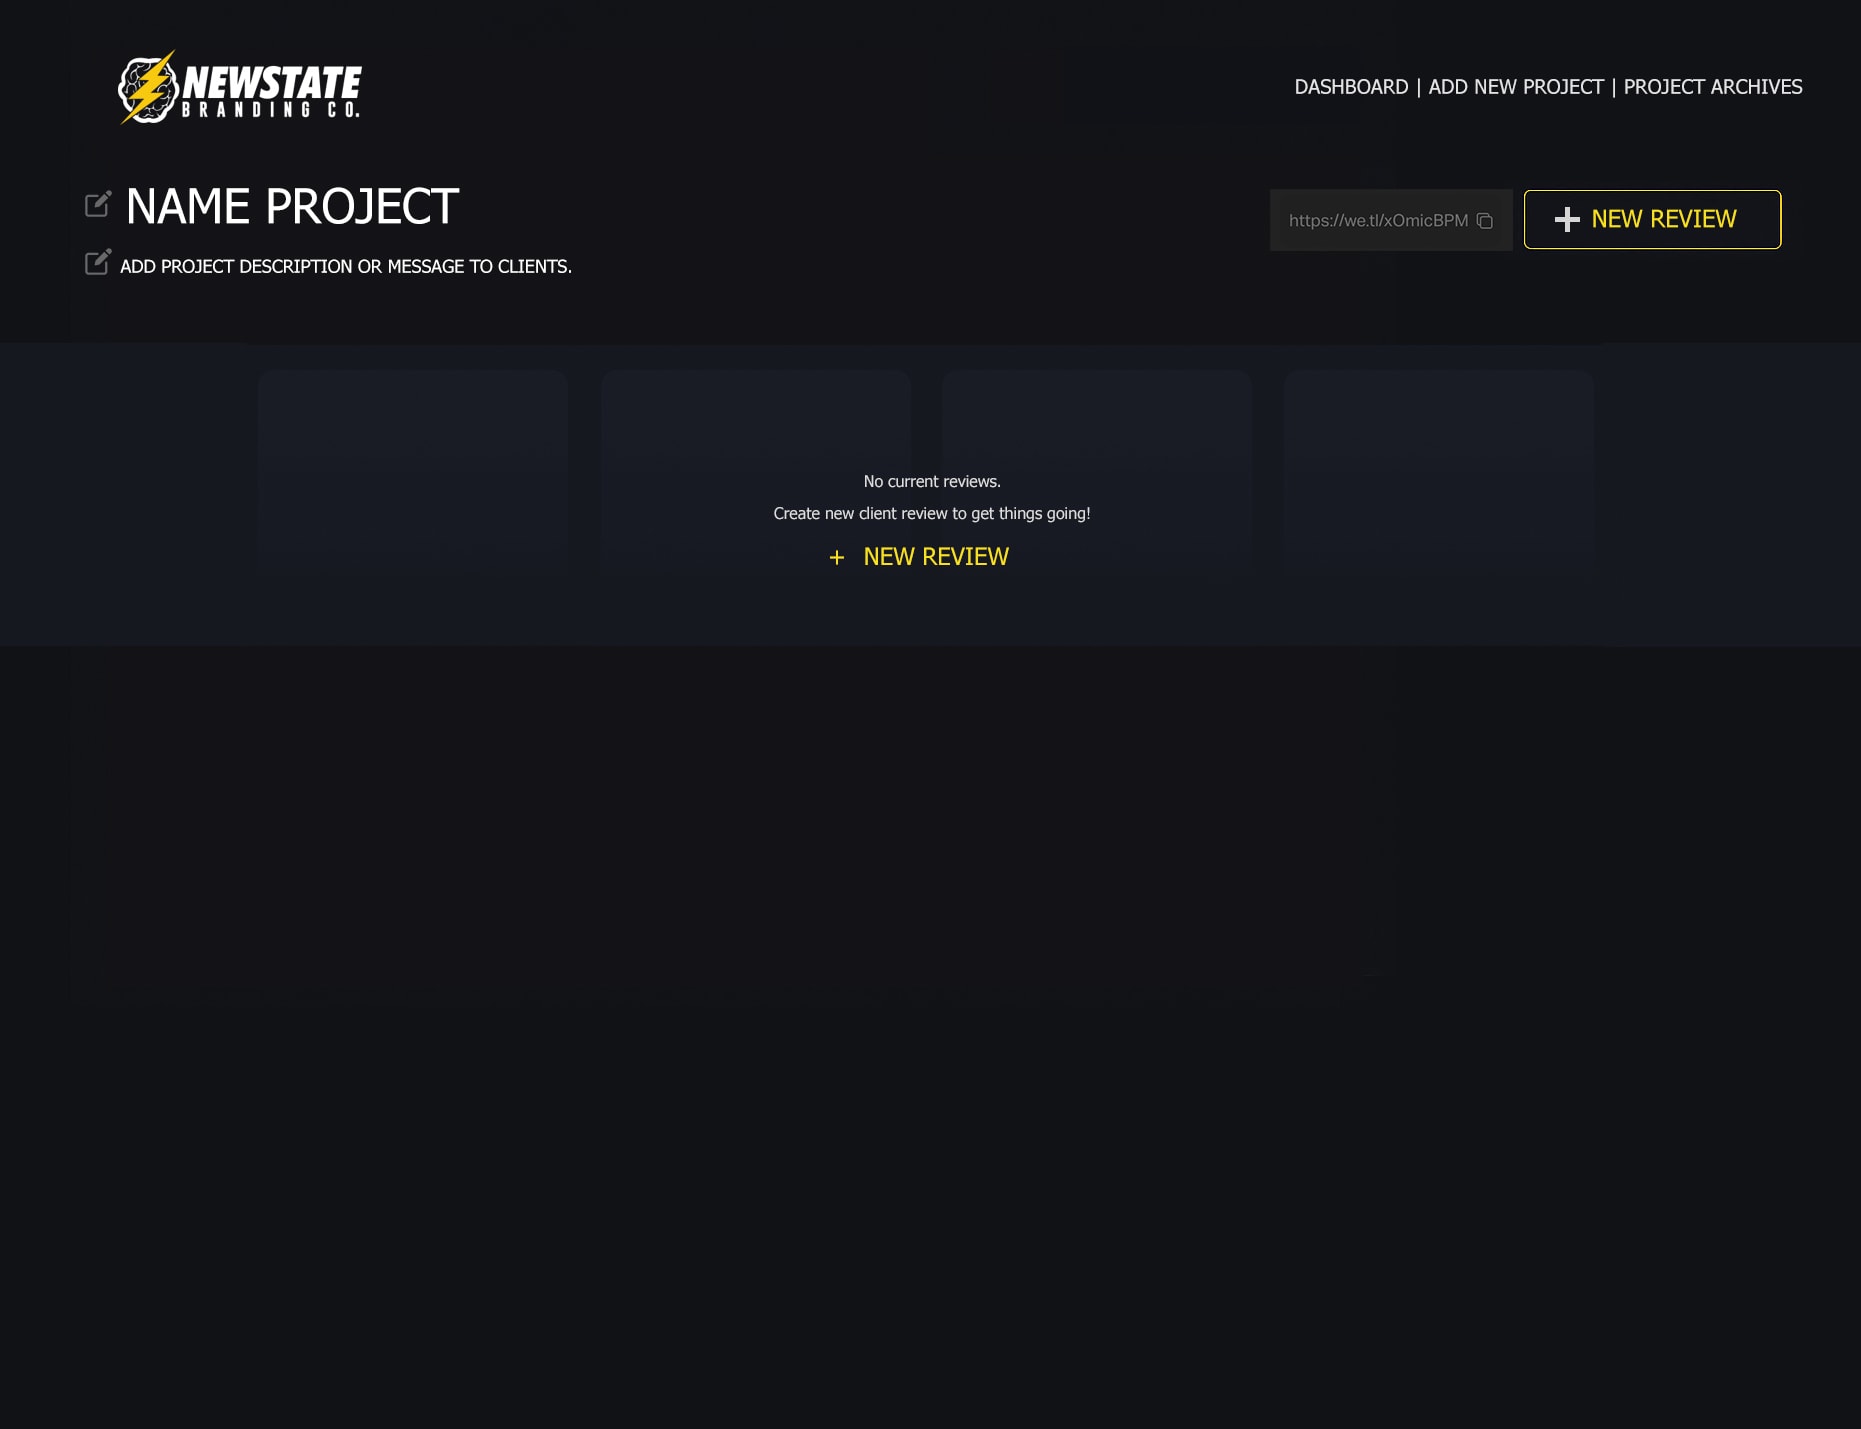 NEWSTATE
BRANDING CO.
DASHBOARD | ADD NEW PROJECT | PROJECT ARCHIVES
NAME PROJECT
https://we.tl/xOmicBPM
NEW REVIEW
ADD PROJECT DESCRIPTION OR MESSAGE TO CLIENTS.
No current reviews.
Create new client review to get things going!
+ NEW REVIEW